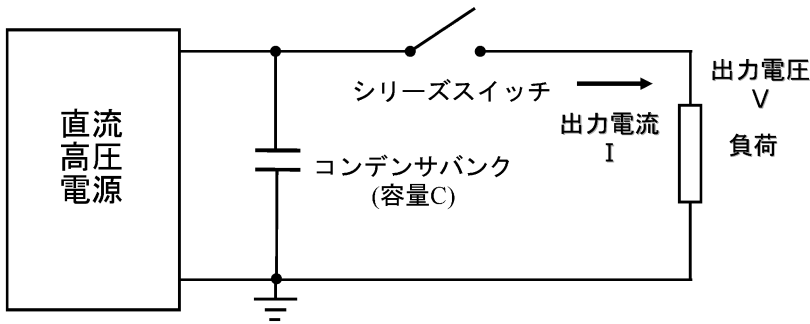 直流
高圧
電源
シリーズスイッチ
コンデンサバンク
(容量C)
出力電流
I
出力電圧
V
負荷